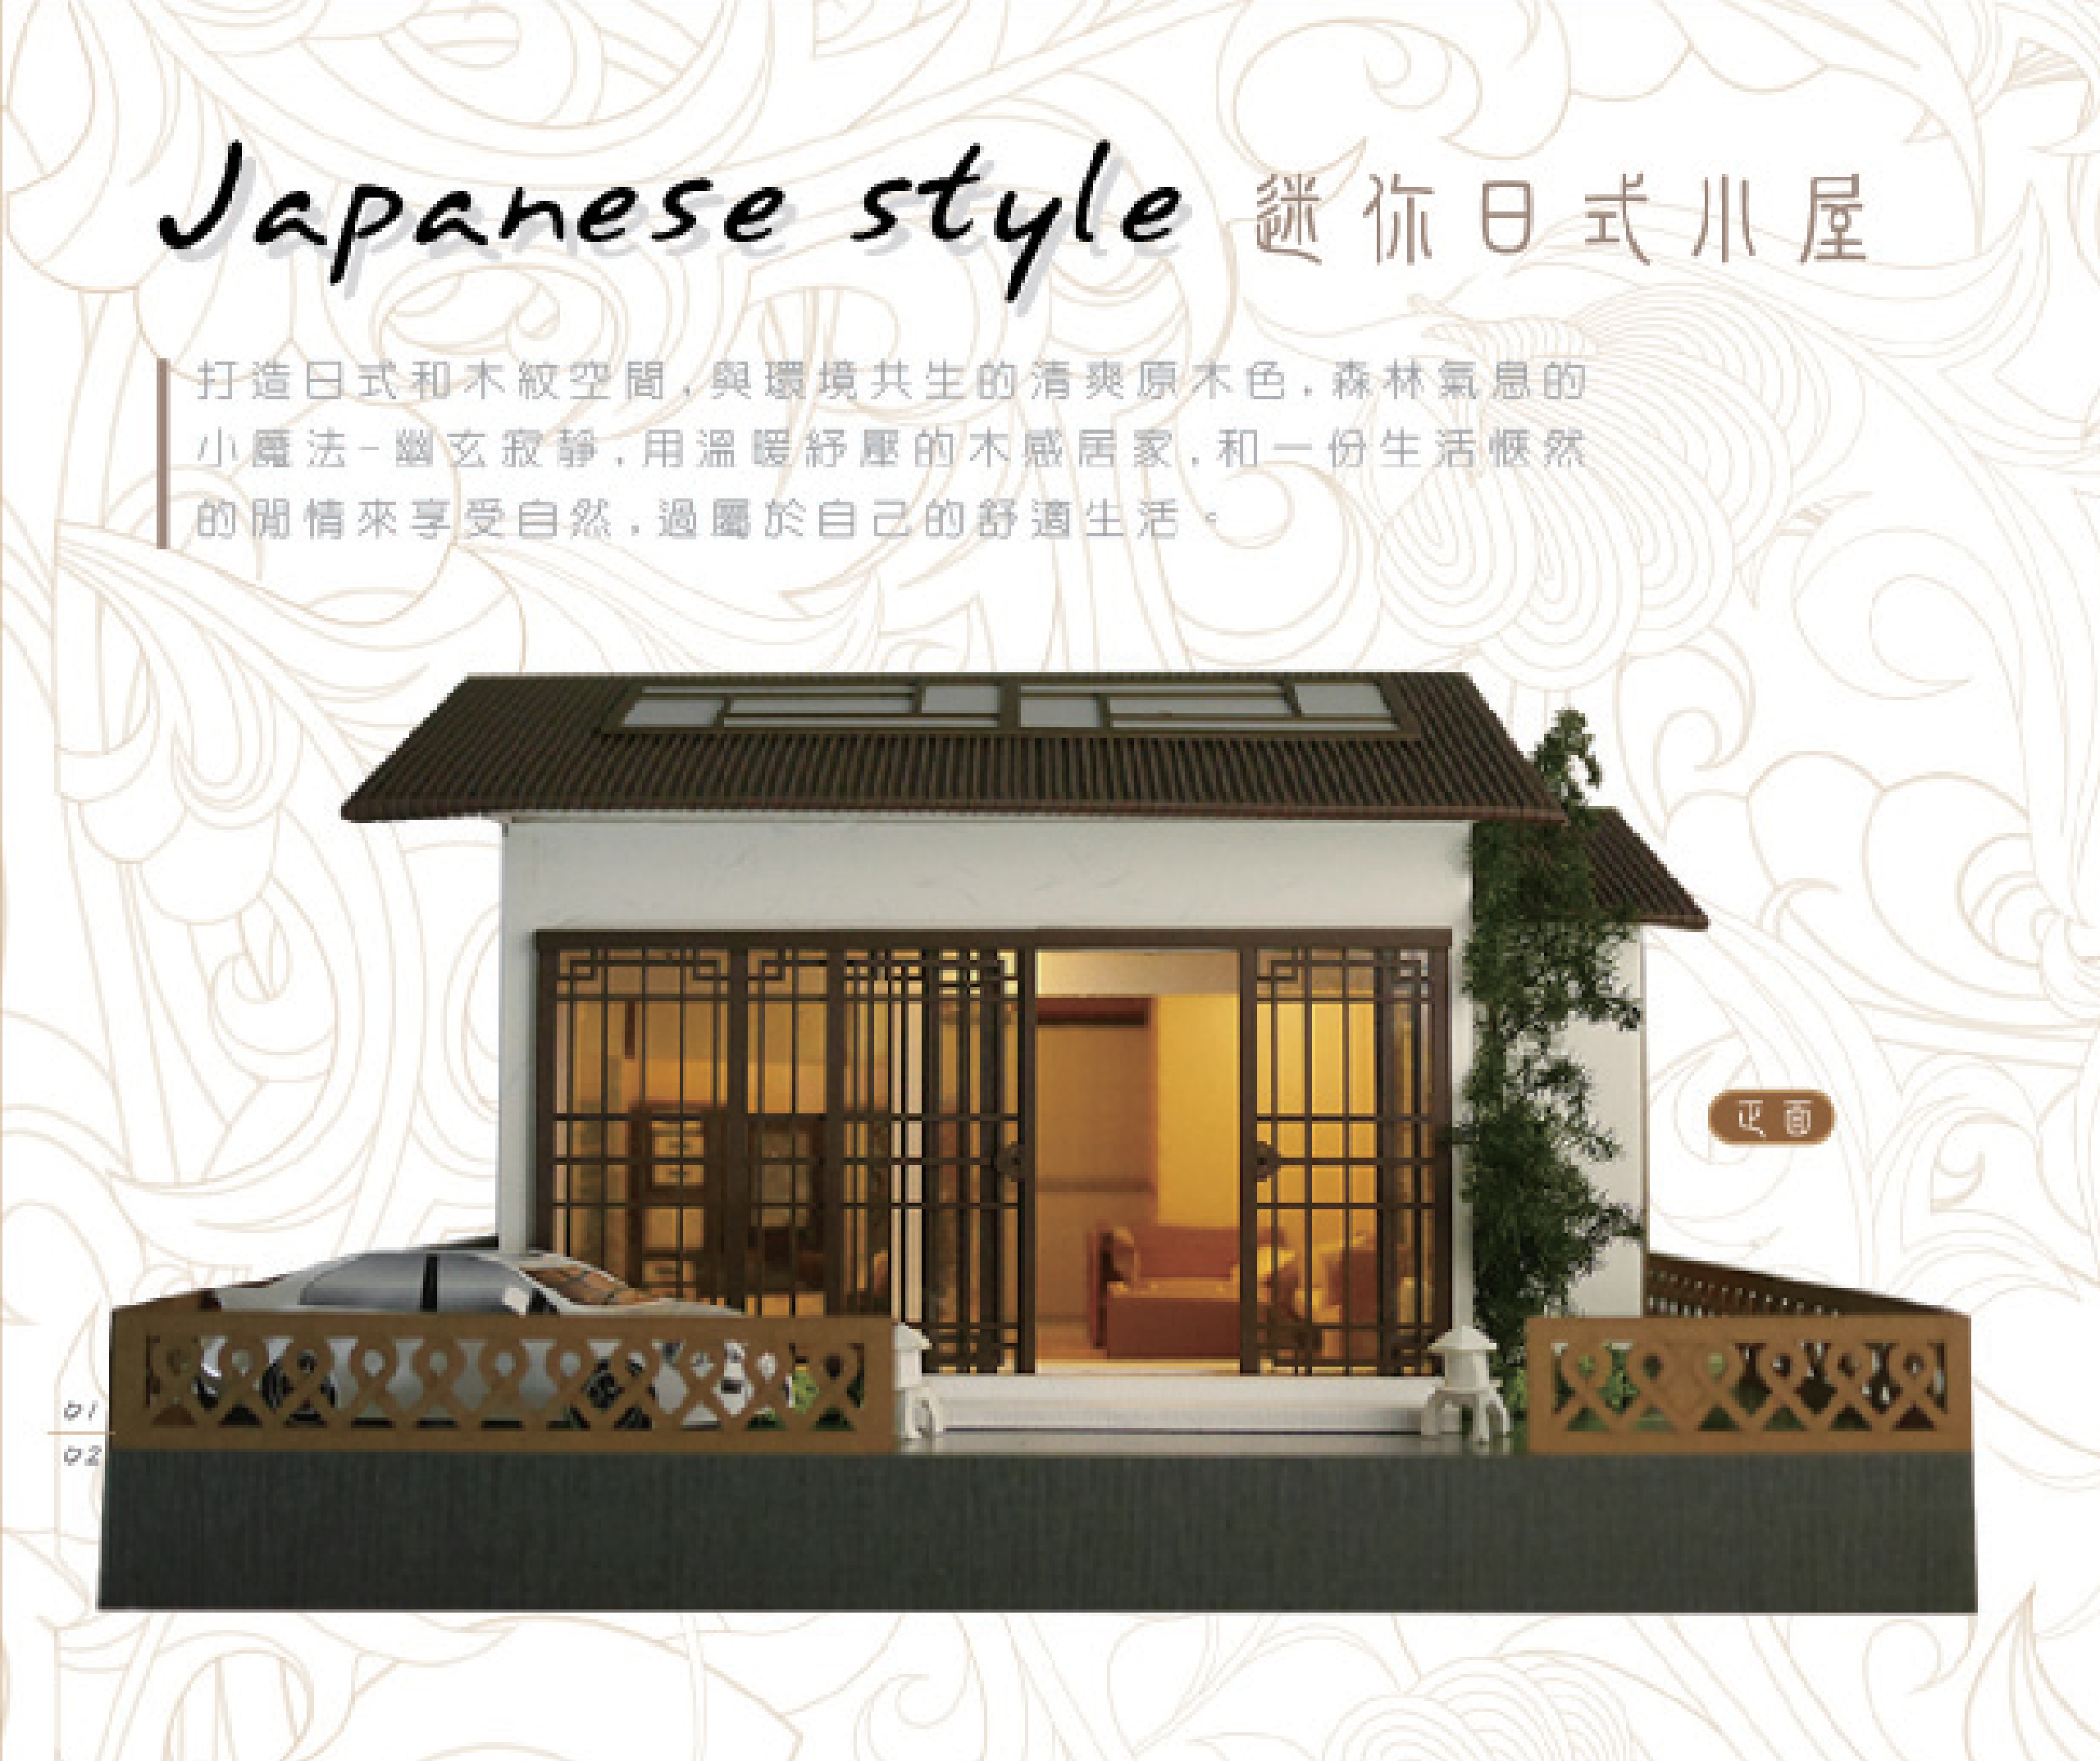 Japanese style 迷你日式小屋
打造日式和木紋空間，與環境共生的清爽原木色，森林氣息的
小魔法-幽玄寂靜，用溫暖紓壓的木感居家，和一份生活愜然
的閒情來享受自然，過屬於自己的舒適生活。
正面
01
02